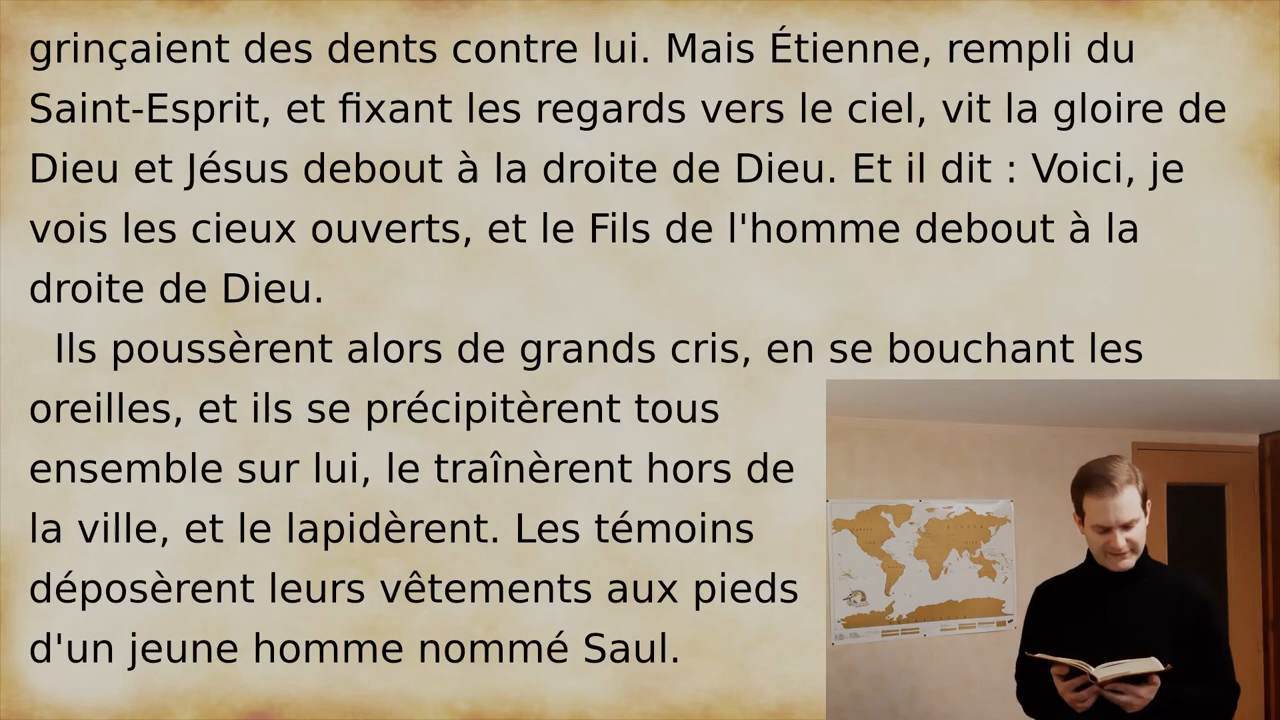 grinçaient des dents contre lui. Mais Étienne, rempli du
Saint-Esprit, et fixant les regards vers le ciel, vit la gloire de
Dieu et Jésus debout à la droite de Dieu. Et il dit : Voici, je
vois les cieux ouverts, et le Fils de l'homme debout à la
droite de Dieu.
Ils poussèrent alors de grands cris, en se bouchant les
oreilles, et ils se précipitèrent tous
ensemble sur lui, le traînèrent hors de
la ville, et le lapidèrent. Les témoins
déposèrent leurs vêtements aux pieds
d'un jeune homme nommé Saul.